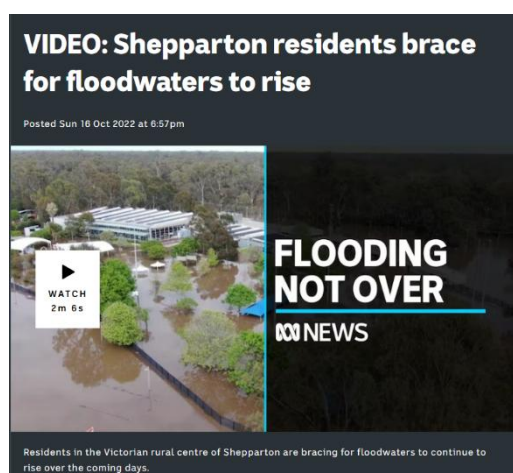 VIDEO: Shepparton residents brace
for floodwaters to rise
Posted Sun 16 Oct 2022 at 6:57pm
WATCH
2m 6s
FLOODING
NOT OVER
NEWS
Residents in the Victorian rural centre of Shepparton are bracing for floodwaters to continue to
rise over the coming days.